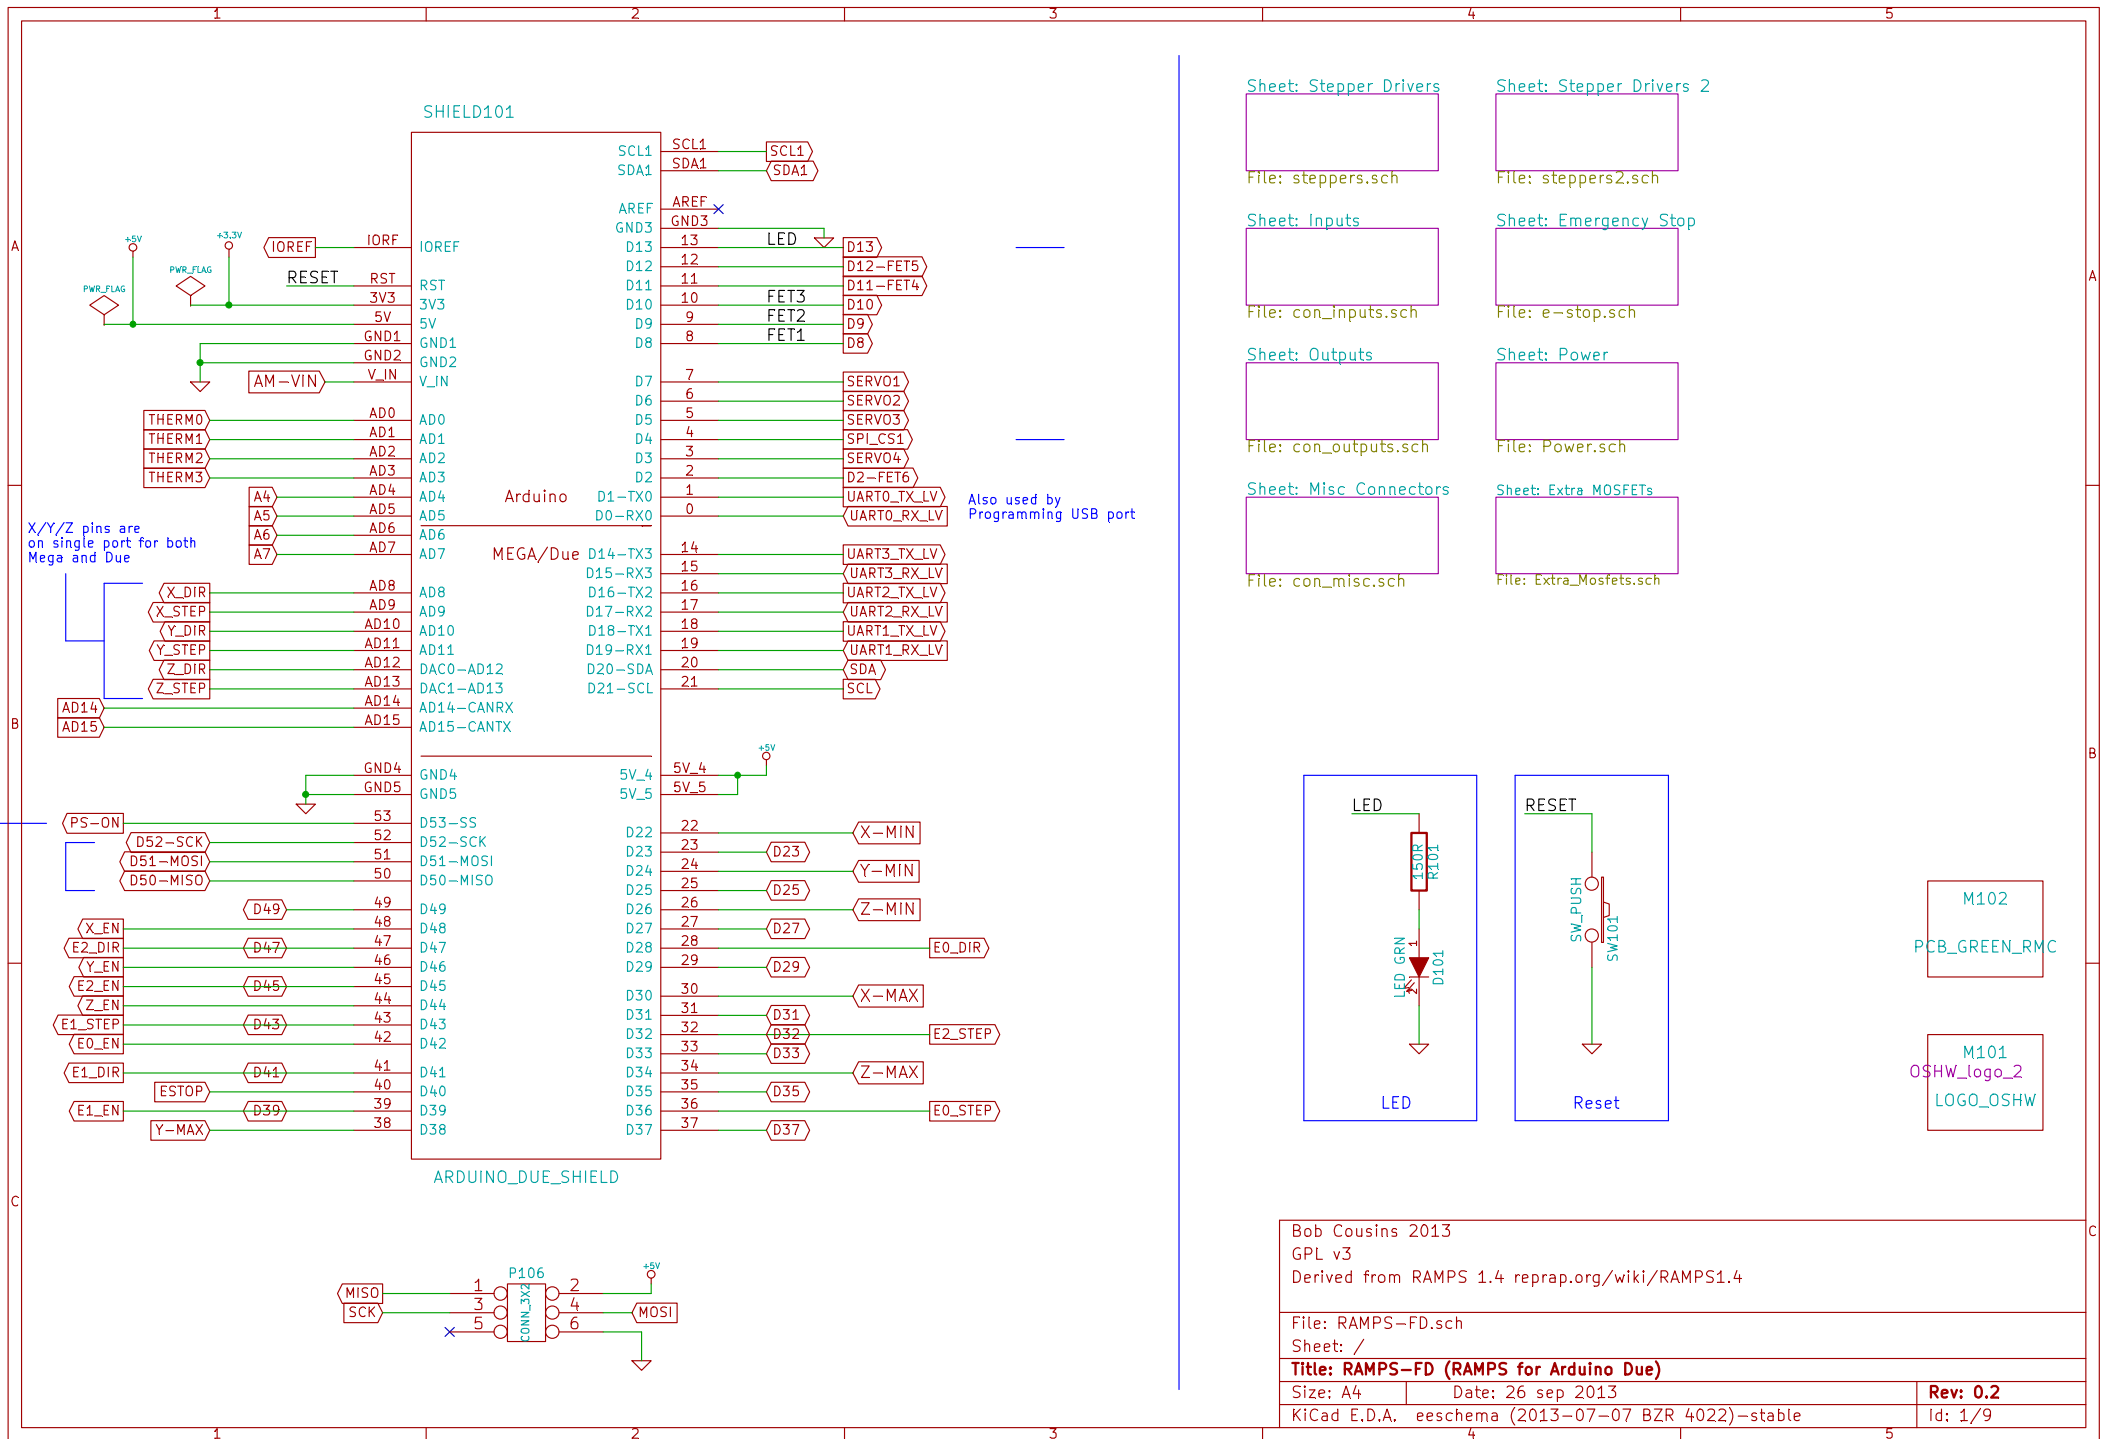 1 2 3 4 5
SHIELD101
SCL1 SCL1 SCL1
SDA1 SDA1 SDA1
AREF AREF
GND3 GND3
IOREF IORF IOREF
D13 13 LED D13
D12 12 D12-FET5
RESET RST RST
D11 11 D11-FET4
+5V
+3.3V
PWR_FLAG
PWR_FLAG
3V3 3V3
D10 10 FET3 D10
5V 5V
D9 9 FET2 D9
GND1 GND1
D8 8 FET1 D8
GND2 GND2
AM-VIN V_IN V_IN
D7 7 SERVO1
D6 6 SERVO2
THERM0 AD0 AD0
D5 5 SERVO3
THERM1 AD1 AD1
D4 4 SPI_CS1
THERM2 AD2 AD2
D3 3 SERVO4
THERM3 AD3 AD3
D2 2 D2-FET6
A4 AD4 AD4
Arduino
D1-TX0 1 UART0_TX_LV
A5 AD5 AD5
D0-RX0 0 UART0_RX_LV
Also used by
Programming USB port
A6 AD6 AD6
A7 AD7 AD7
MEGA/Due
D14-TX3 14 UART3_TX_LV
D15-RX3 15 UART3_RX_LV
X/Y/Z pins are
on single port for both
Mega and Due
X_DIR AD8 AD8
D16-TX2 16 UART2_TX_LV
X_STEP AD9 AD9
D17-RX2 17 UART2_RX_LV
Y_DIR AD10 AD10
D18-TX1 18 UART1_TX_LV
Y_STEP AD11 AD11
D19-RX1 19 UART1_RX_LV
Z_DIR AD12 DAC0-AD12
D20-SDA 20 SDA
Z_STEP AD13 DAC1-AD13
D21-SCL 21 SCL
AD14 AD14 AD14-CANRX
AD15 AD15 AD15-CANTX
+5V
GND4 GND4
5V_4 5V_4
GND5 GND5
5V_5 5V_5
PS-ON 53 D53-SS
D22 22 X-MIN
D52-SCK 52 D52-SCK
D23 23 D23
D51-MOSI 51 D51-MOSI
D24 24 Y-MIN
D50-MISO 50 D50-MISO
D25 25 D25
D49 49 D49
D26 26 Z-MIN
X_EN 48 D48
D27 27 D27
E2_DIR D47 47 D47
D28 28 E0_DIR
Y_EN 46 D46
D29 29 D29
E2_EN D45 45 D45
D30 30 X-MAX
Z_EN 44 D44
D31 31 D31
E1_STEP D43 43 D43
D32 32 D32 E2_STEP
E0_EN 42 D42
D33 33 D33
E1_DIR D41 41 D41
D34 34 Z-MAX
ESTOP 40 D40
D35 35 D35
E1_EN D39 39 D39
D36 36 E0_STEP
Y-MAX 38 D38
D37 37 D37
ARDUINO_DUE_SHIELD
P106
+5V
CONN_3X2
MISO 1 2
SCK 3 4 MOSI
5 6
Sheet: Stepper Drivers
File: steppers.sch
Sheet: Stepper Drivers 2
File: steppers2.sch
Sheet: Inputs
File: con_inputs.sch
Sheet: Emergency Stop
File: e-stop.sch
Sheet: Outputs
File: con_outputs.sch
Sheet: Power
File: Power.sch
Sheet: Misc Connectors
File: con_misc.sch
Sheet: Extra MOSFETs
File: Extra_Mosfets.sch
LED
150R
R101
LED GRN
1
2
D101
LED
RESET
SW_PUSH
SW101
Reset
M102
PCB_GREEN_RMC
M101
OSHW_logo_2
LOGO_OSHW
A A
B B
C C
Bob Cousins 2013
GPL v3
Derived from RAMPS 1.4 reprap.org/wiki/RAMPS1.4
File: RAMPS-FD.sch
Sheet: /
Title: RAMPS-FD (RAMPS for Arduino Due)
Size: A4 Date: 26 sep 2013 Rev: 0.2
KiCad E.D.A. eeschema (2013-07-07 BZR 4022)-stable Id: 1/9
1 2 3 4 5